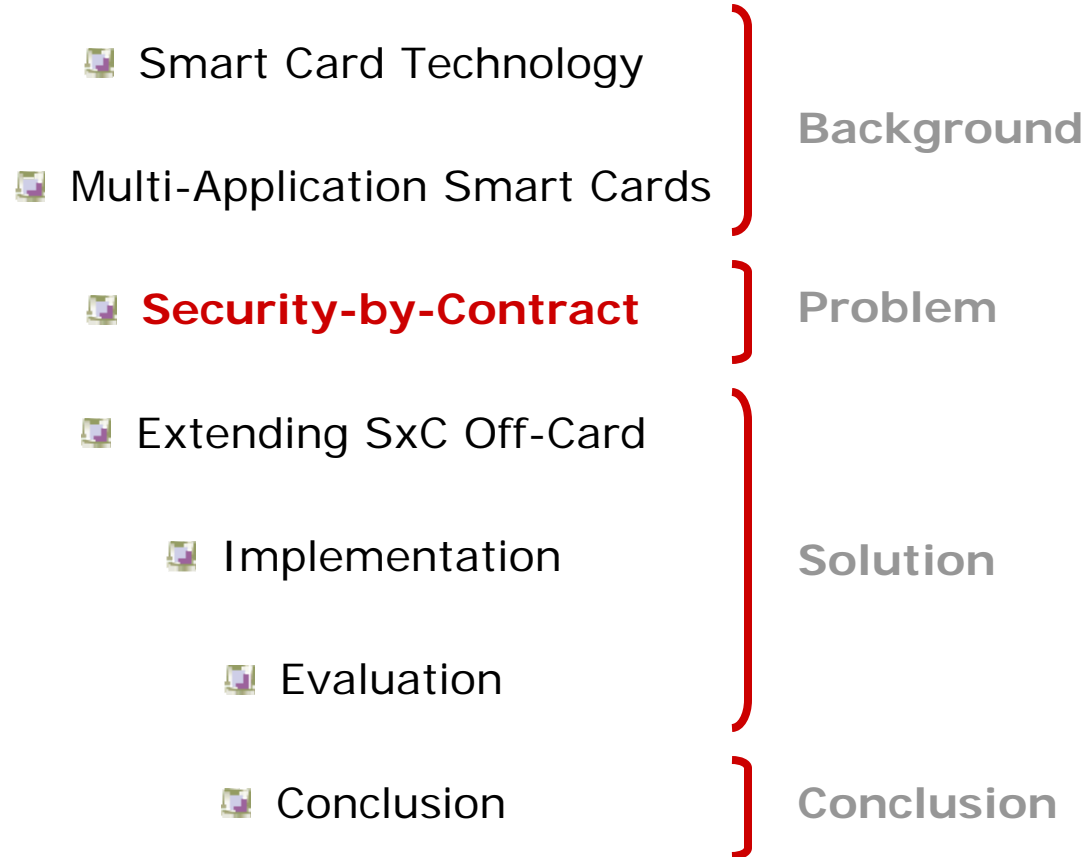 Smart Card Technology
Background
Multi-Application Smart Cards
Security-by-Contract
Problem
Extending SxC Off-Card
Implementation
Solution
Evaluation
Conclusion
Conclusion